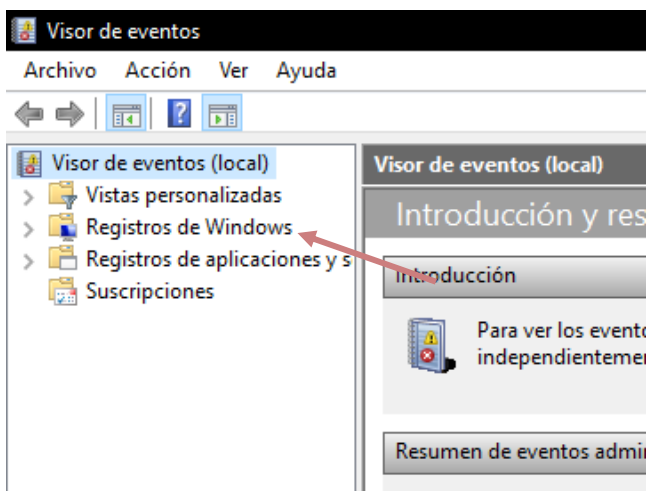 Visor de eventos
Archivo Acción Ver Ayuda
Visor de eventos (local)
Vistas personalizadas
Registros de Windows
Registros de aplicaciones y s
Suscripciones
Visor de eventos (local)
Introducción y res
Introducción
Para ver los evento
independientemen
Resumen de eventos admin